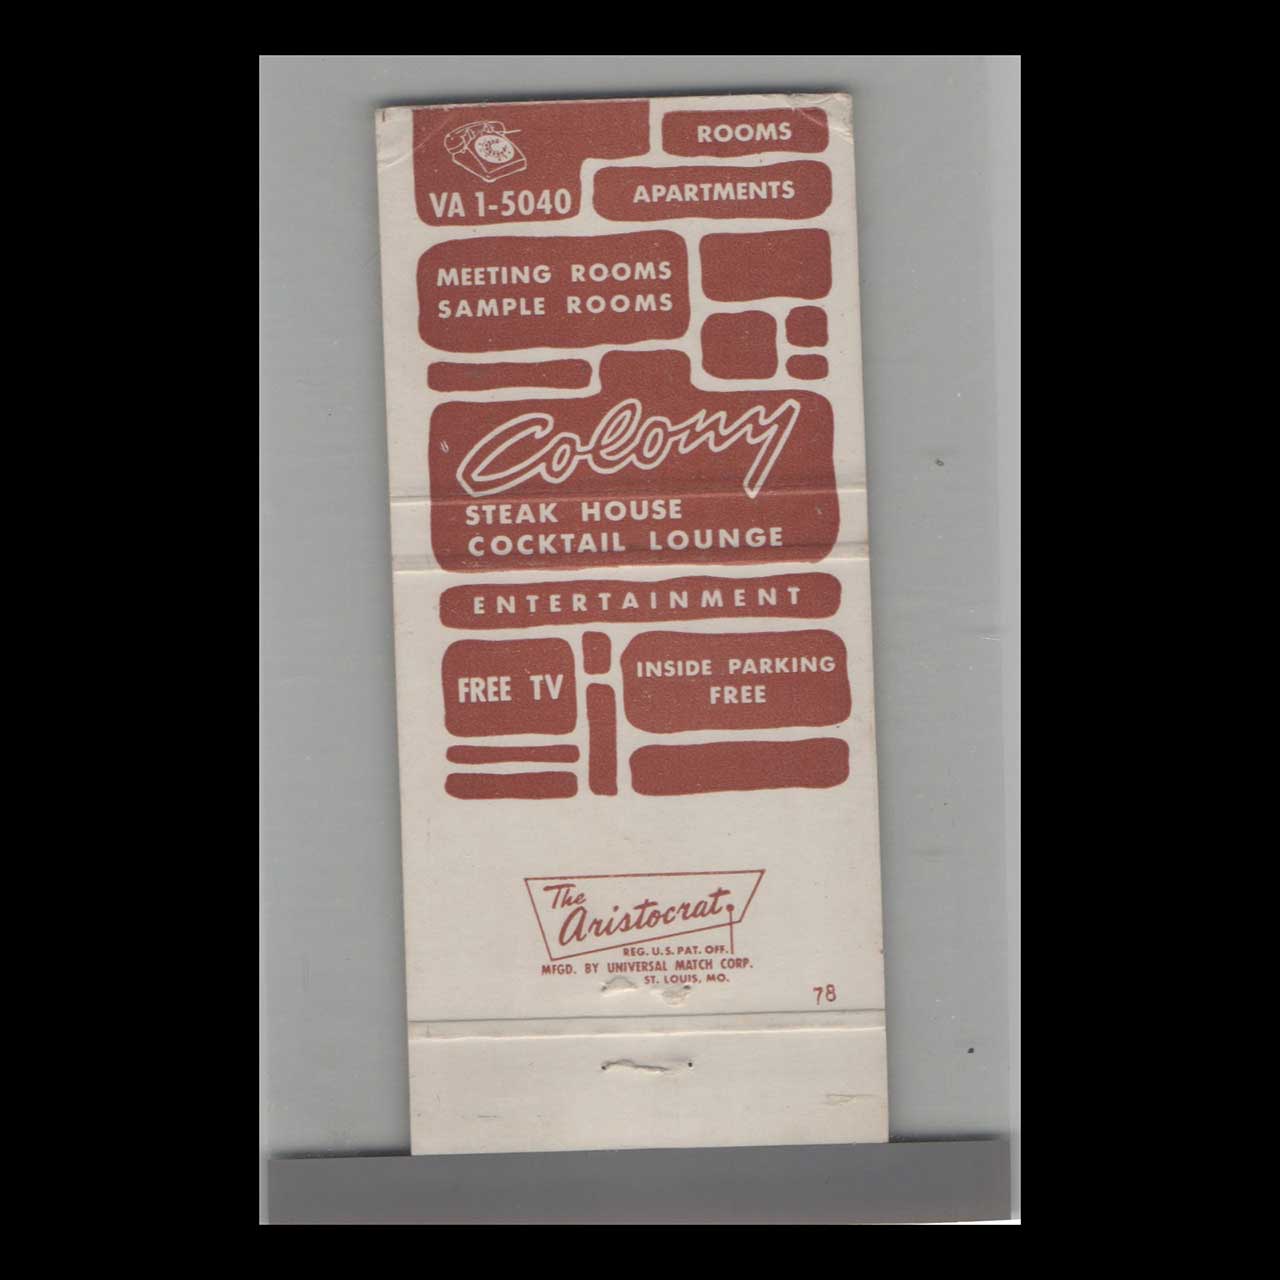 ROOMS
VA 1-5040
APARTMENTS
MEETING ROOMS
SAMPLE ROOMS
Colony
STEAK HOUSE
COCKTAIL LOUNGE
ENTERTAINMENT
FREE TV
INSIDE PARKING
FREE
The
Aristocrat
REG. U.S. PAT. OFF.
MFGD. BY UNIVERSAL MATCH CORP.
ST. LOUIS, MO.
78